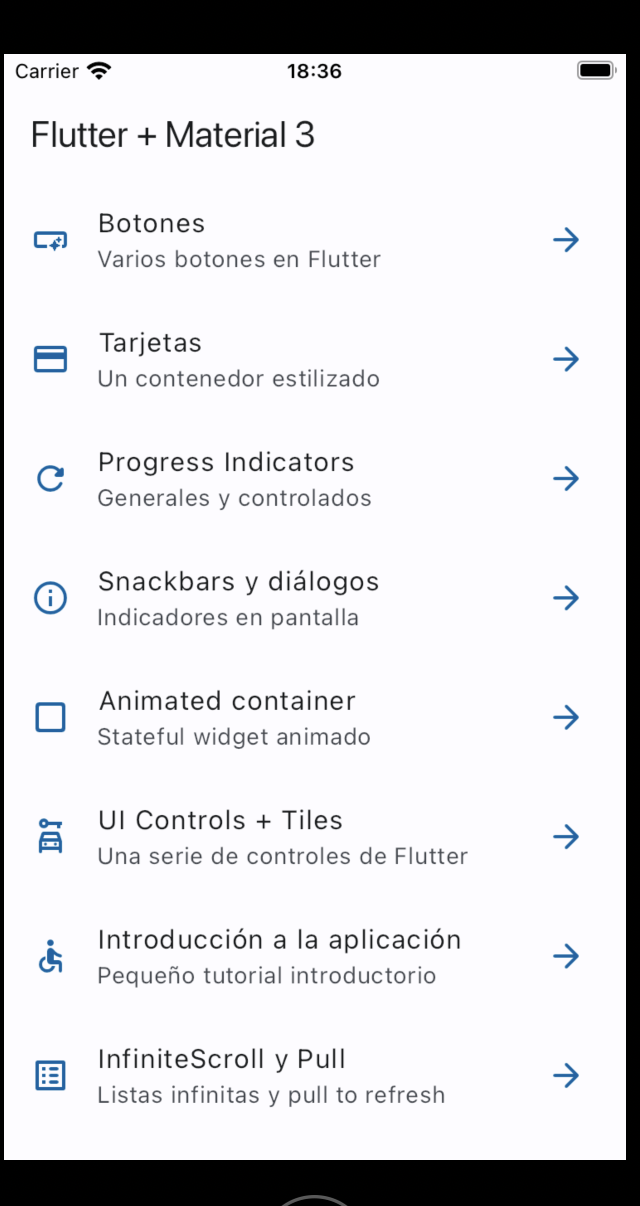 Carrier 18:36
Flutter + Material 3
Botones
Varios botones en Flutter
Tarjetas
Un contenedor estilizado
Progress Indicators
Generales y controlados
Snackbars y diálogos
Indicadores en pantalla
Animated container
Stateful widget animado
UI Controls + Tiles
Una serie de controles de Flutter
Introducción a la aplicación
Pequeño tutorial introductorio
InfiniteScroll y Pull
Listas infinitas y pull to refresh